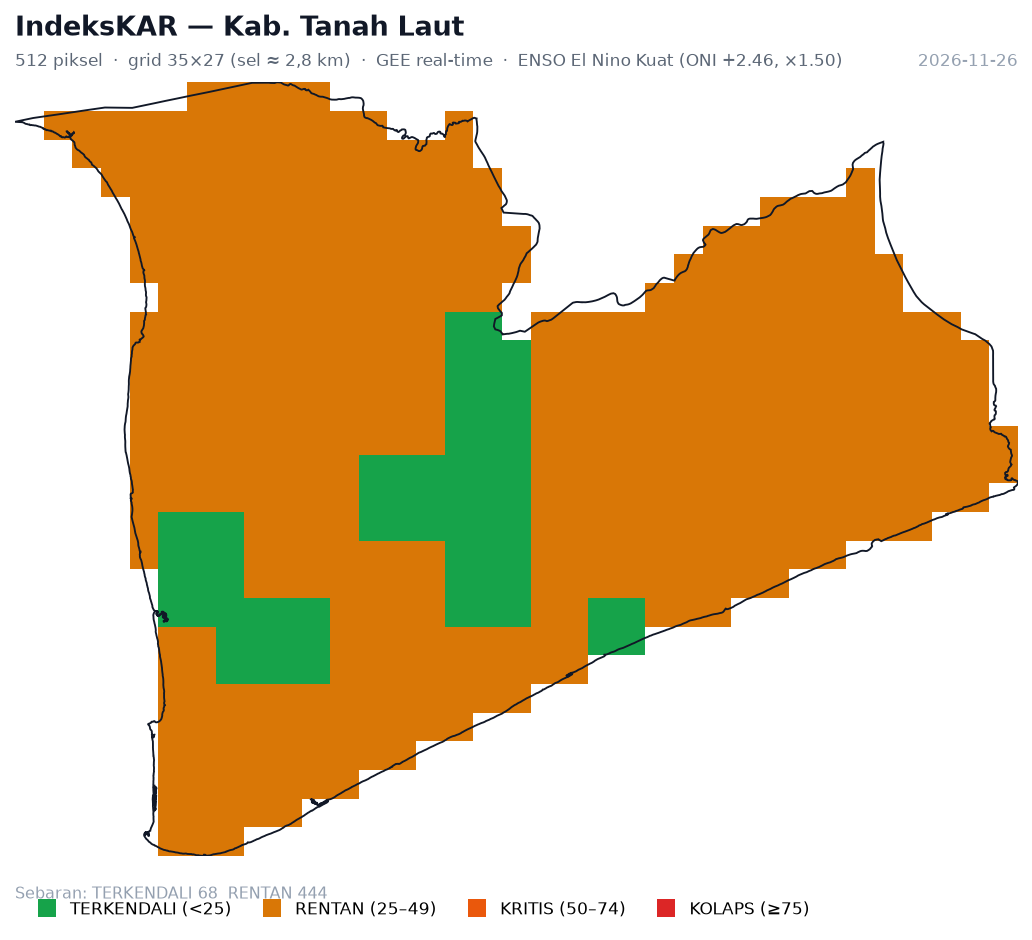 IndeksKAR — Kab. Tanah Laut
512 piksel · grid 35×27 (sel ≈ 2,8 km) · GEE real-time · ENSO El Nino Kuat (ONI +2.46, ×1.50) 2026-11-26
Sebaran: TERKENDALI 68 RENTAN 444
TERKENDALI (<25) RENTAN (25–49) KRITIS (50–74) KOLAPS (≥75)